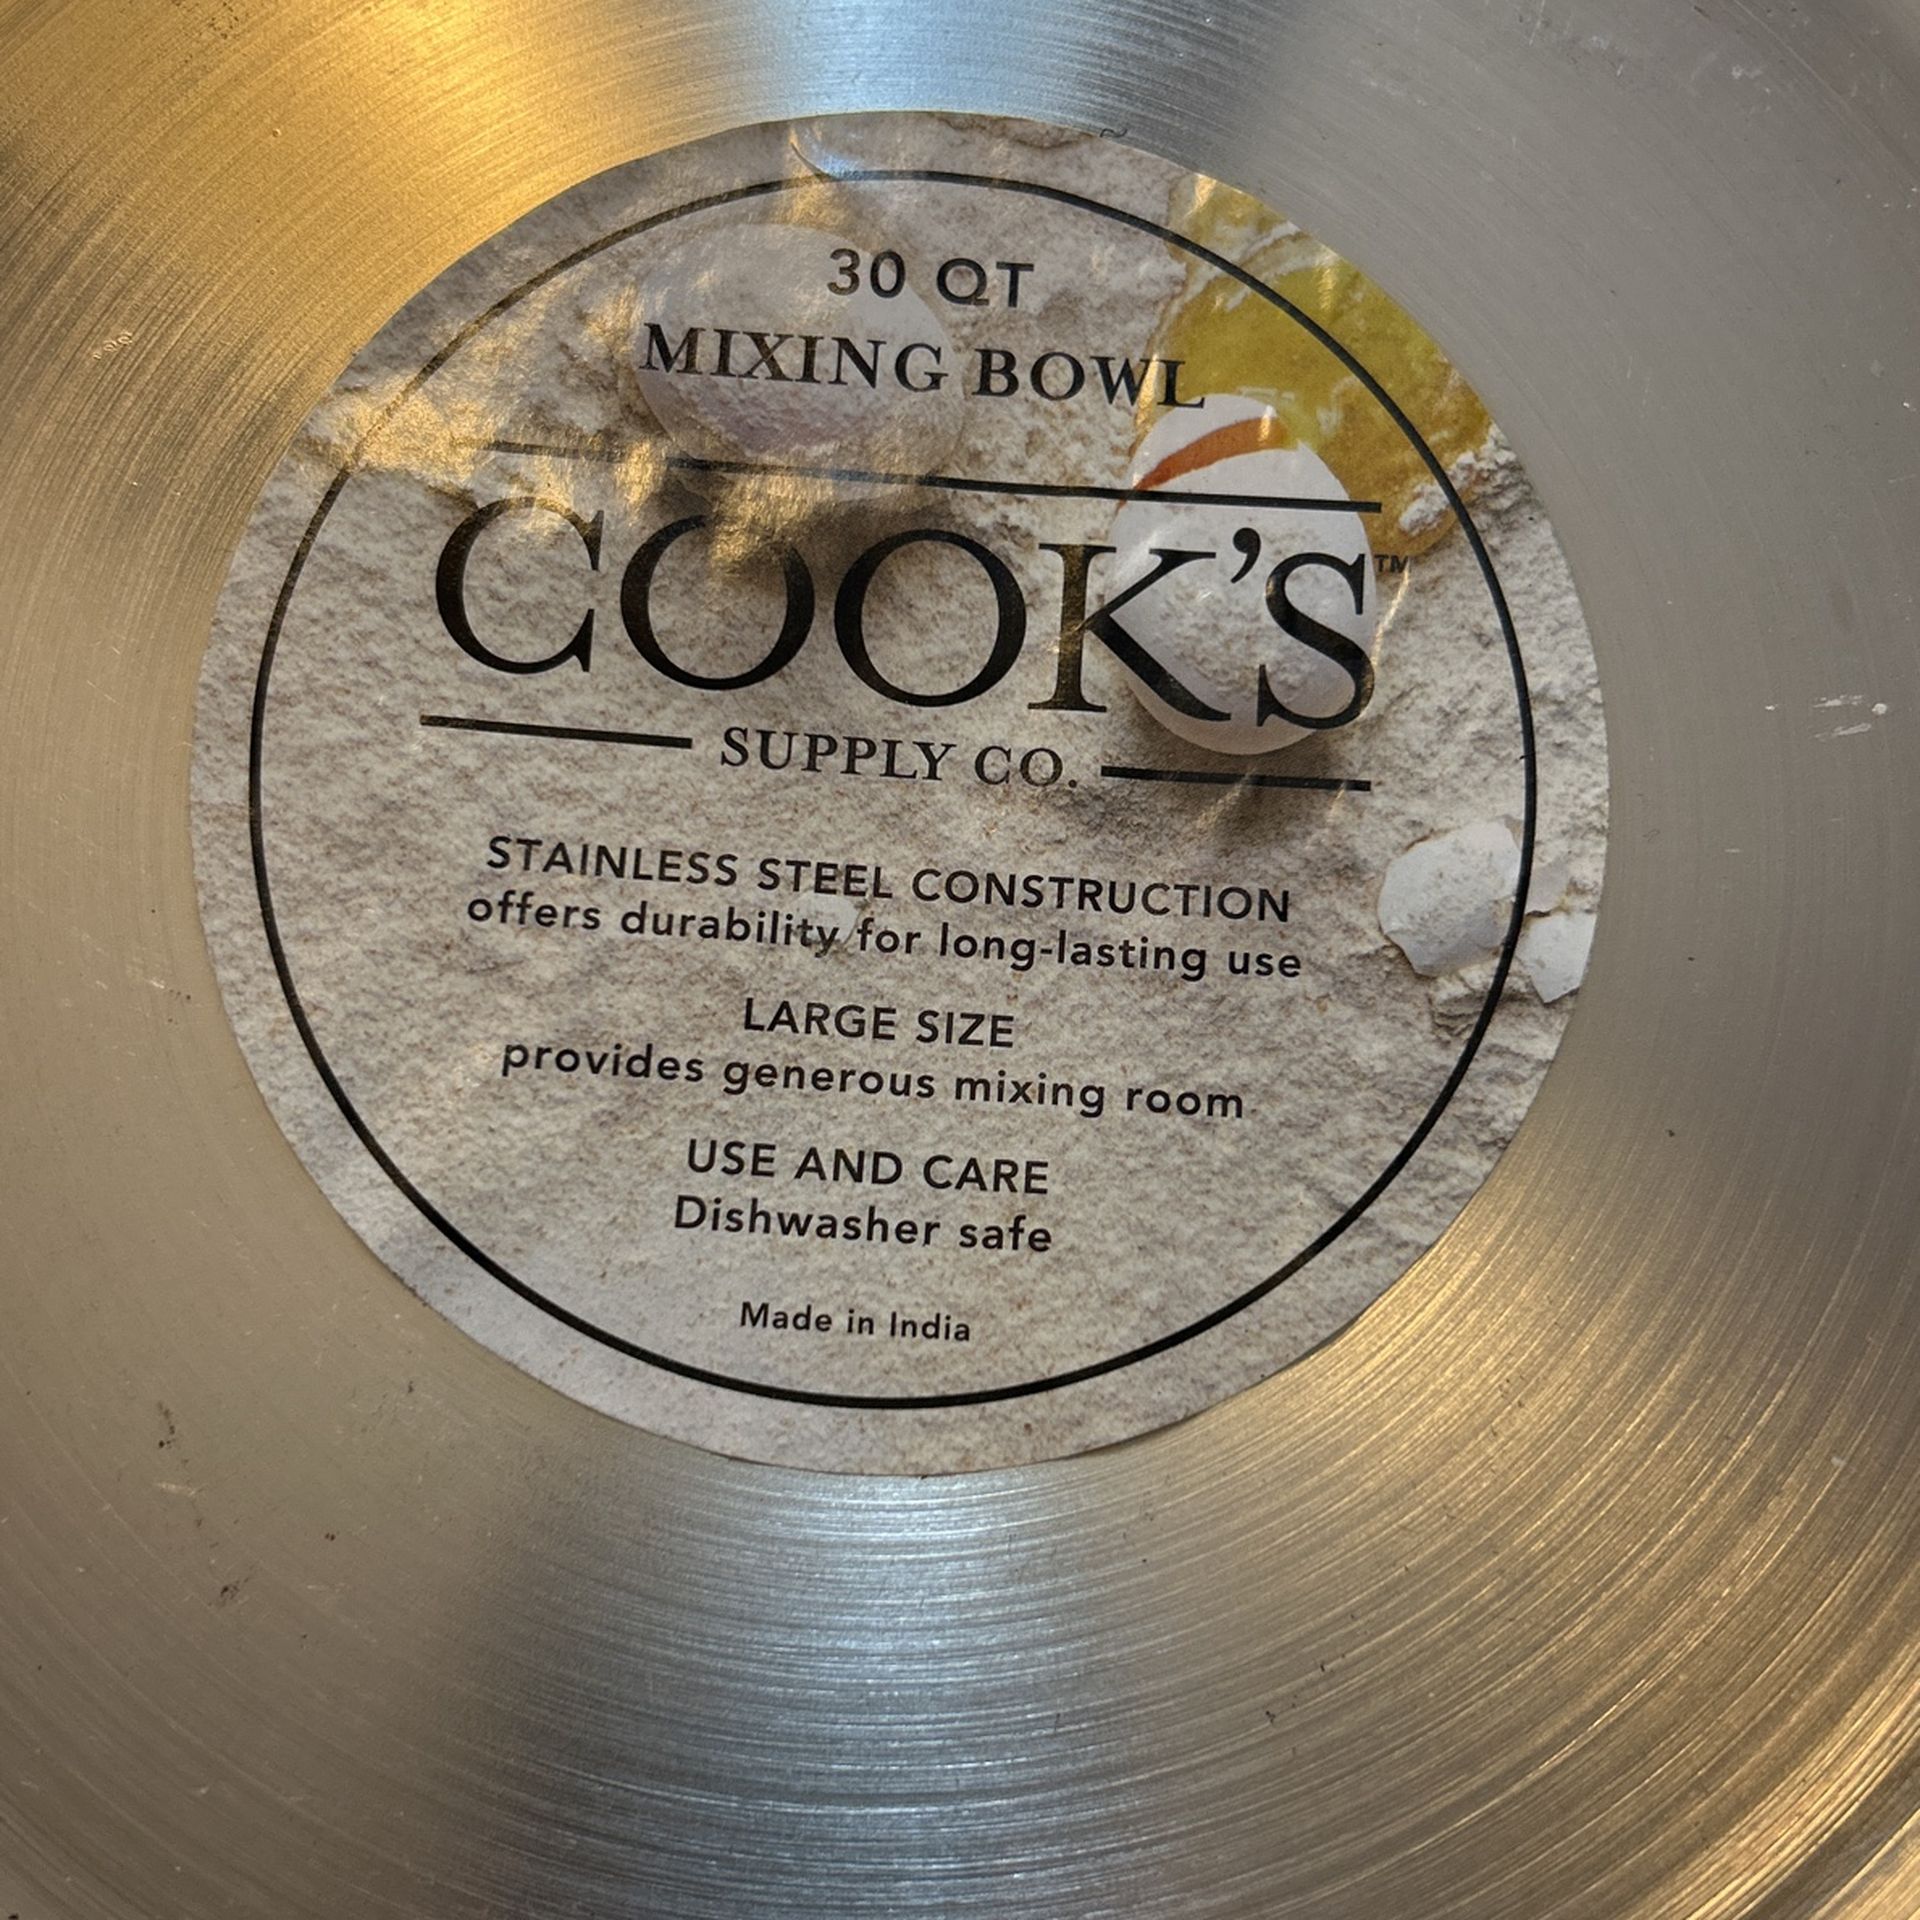 30 QT
MIXING BOWL
COOK'S™
SUPPLY CO.
STAINLESS STEEL CONSTRUCTION
offers durability for long-lasting use
LARGE SIZE
provides generous mixing room
USE AND CARE
Dishwasher safe
Made in India